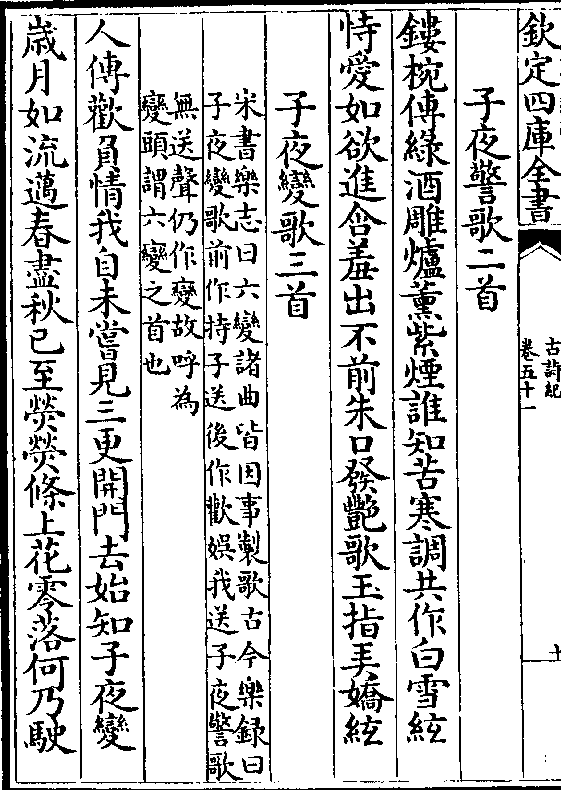 欽定四庫全書
古詩紀
卷五十一
子夜警歌二首
鏤椀傳綠酒雕爐薰紫煙誰知苦寒調共作白雪絃
恃愛如欲進含羞出不前朱口發艷歌玉指弄嬌絃
子夜變歌三首
宋書樂志曰六變諸曲皆因事製歌古今樂錄曰
子夜變歌前作持子送後作歡娛我送子夜警歌
無送聲仍作變故呼為
變頭謂六變之首也
人傳歡負情我自未嘗見三更開門去始知子夜變
歲月如流邁春盡秋已至熒熒條上花零落何乃駛